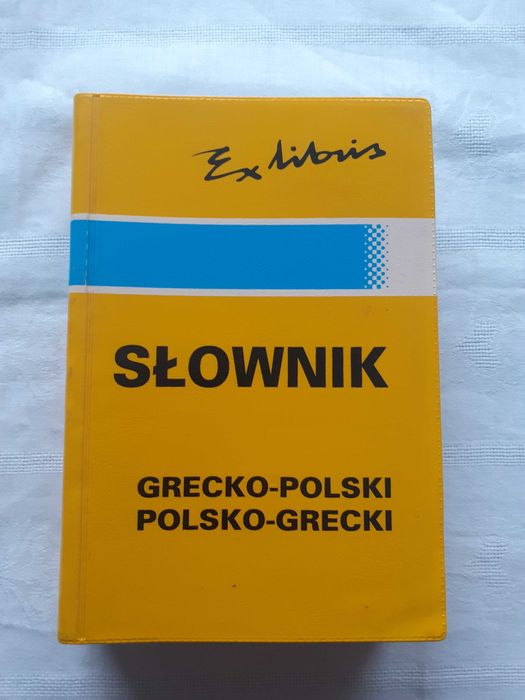 Ex libris
SŁOWNIK
GRECKO-POLSKI
POLSKO-GRECKI